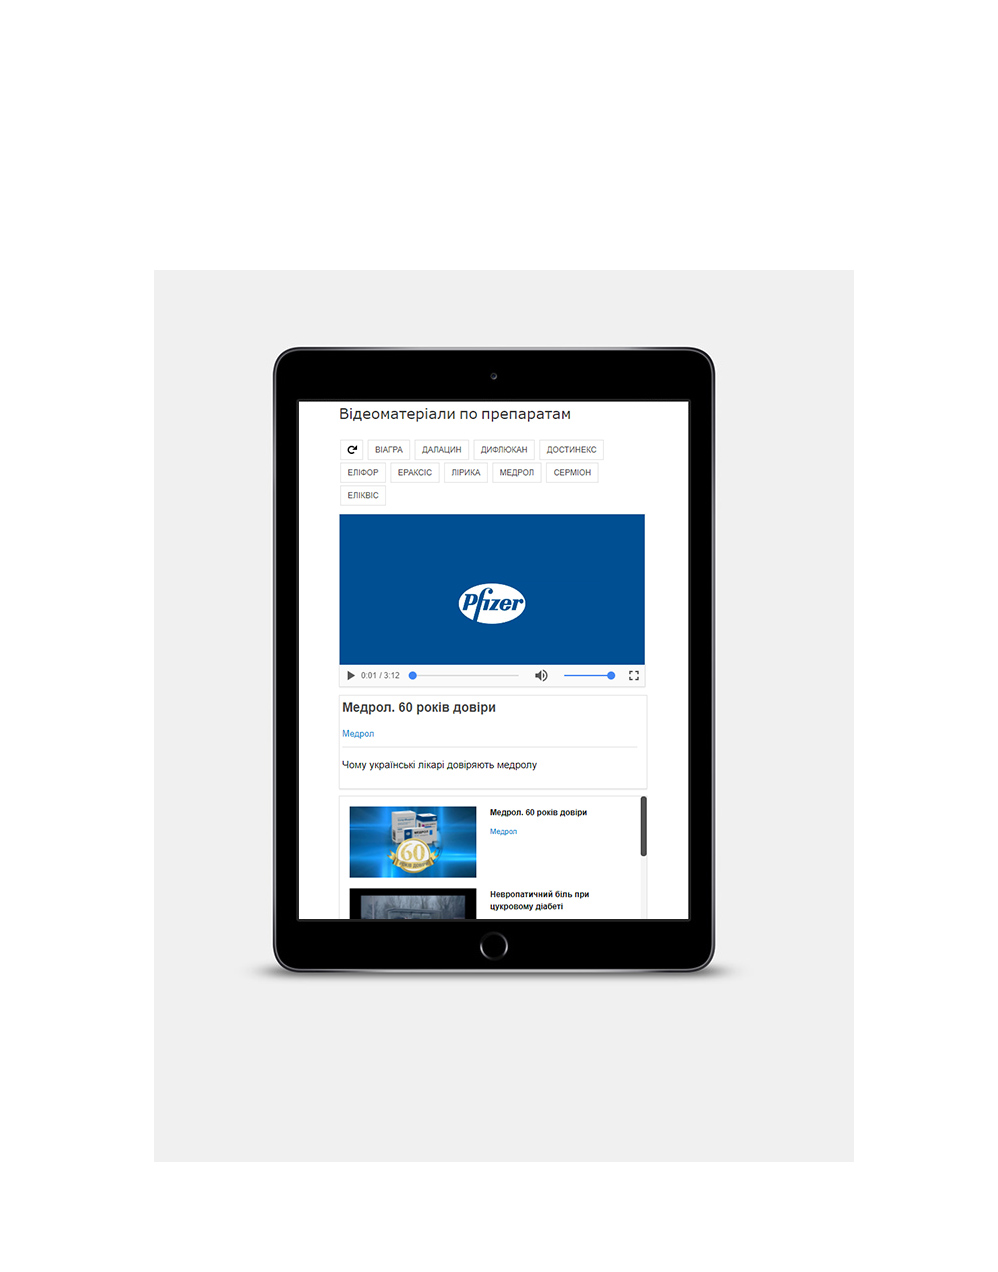 Відеоматеріали по препаратам
ВІАГРА ДАЛАЦИН ДИФЛЮКАН ДОСТИНЕКС
ЕЛІФОР ЕРАКСІС ЛІРИКА МЕДРОЛ СЕРМІОН
ЕЛІКВІС
Pfizer
0:01 / 3:12
Медрол. 60 років довіри
Медрол
Чому українські лікарі довіряють медролу
60
Медрол. 60 років довіри
Медрол
Невропатичний біль при
цукровому діабеті